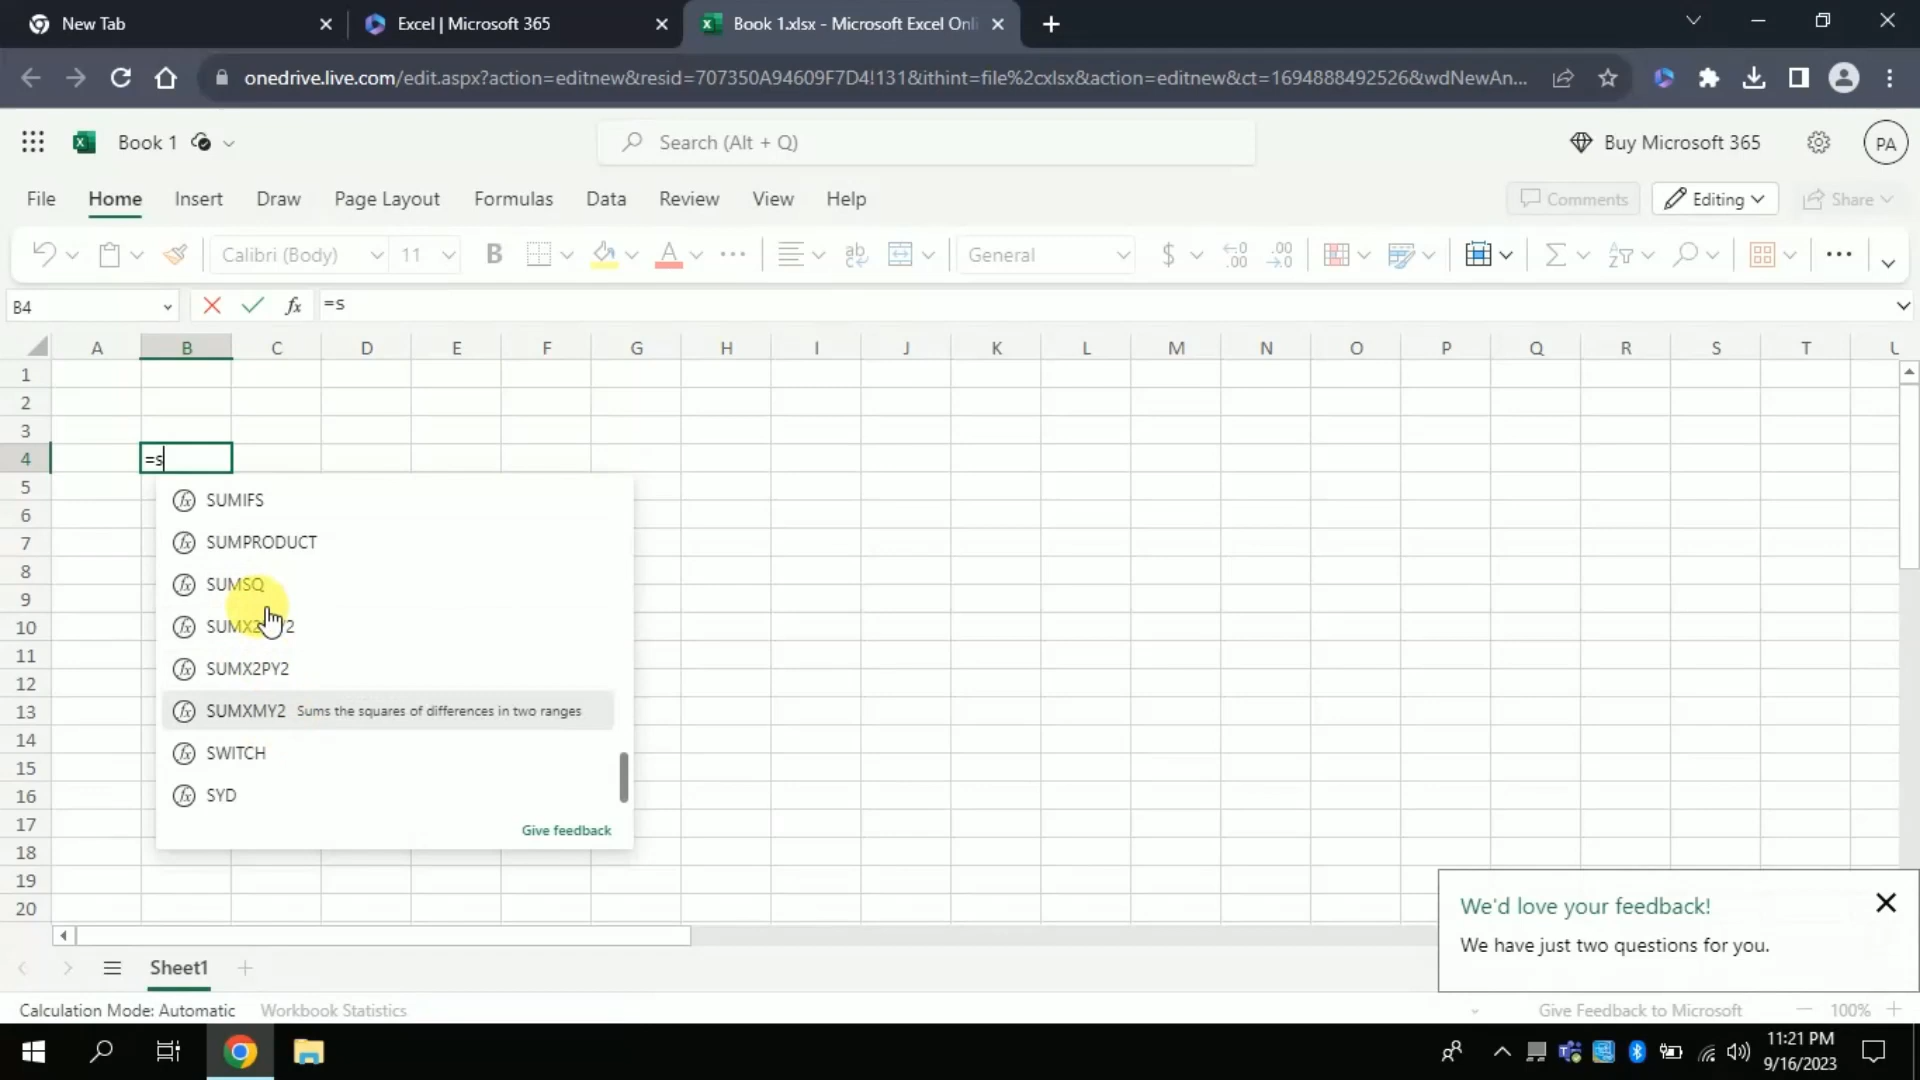 New Tab
Excel | Microsoft 365
Book 1.xlsx - Microsoft Excel Onli
onedrive.live.com/edit.aspx?action=editnew&resid=707350A94609F7D4!131&ithint=file%2cxlsx&action=editnew&ct=1694888492526&wdNewAn...
Book 1
Search (Alt + Q)
Buy Microsoft 365
PA
File Home Insert Draw Page Layout Formulas Data Review View Help
Comments
Editing
Share
Calibri (Body)
11
B
A
ab
General
$
.00
.00
B4
fx
=s
A B C D E F G H I J K L M N O P Q R S T U
1
2
3
4
=s
5
SUMIFS
6
7
SUMPRODUCT
8
SUMSQ
9
10
11
SUMX2PY2
12
13
SUMXMY2 Sums the squares of differences in two ranges
14
SWITCH
15
16
SYD
17
Give feedback
18
19
20
We'd love your feedback!
We have just two questions for you.
Sheet1
Calculation Mode: Automatic
Workbook Statistics
Give Feedback to Microsoft
100%
11:21 PM
9/16/2023